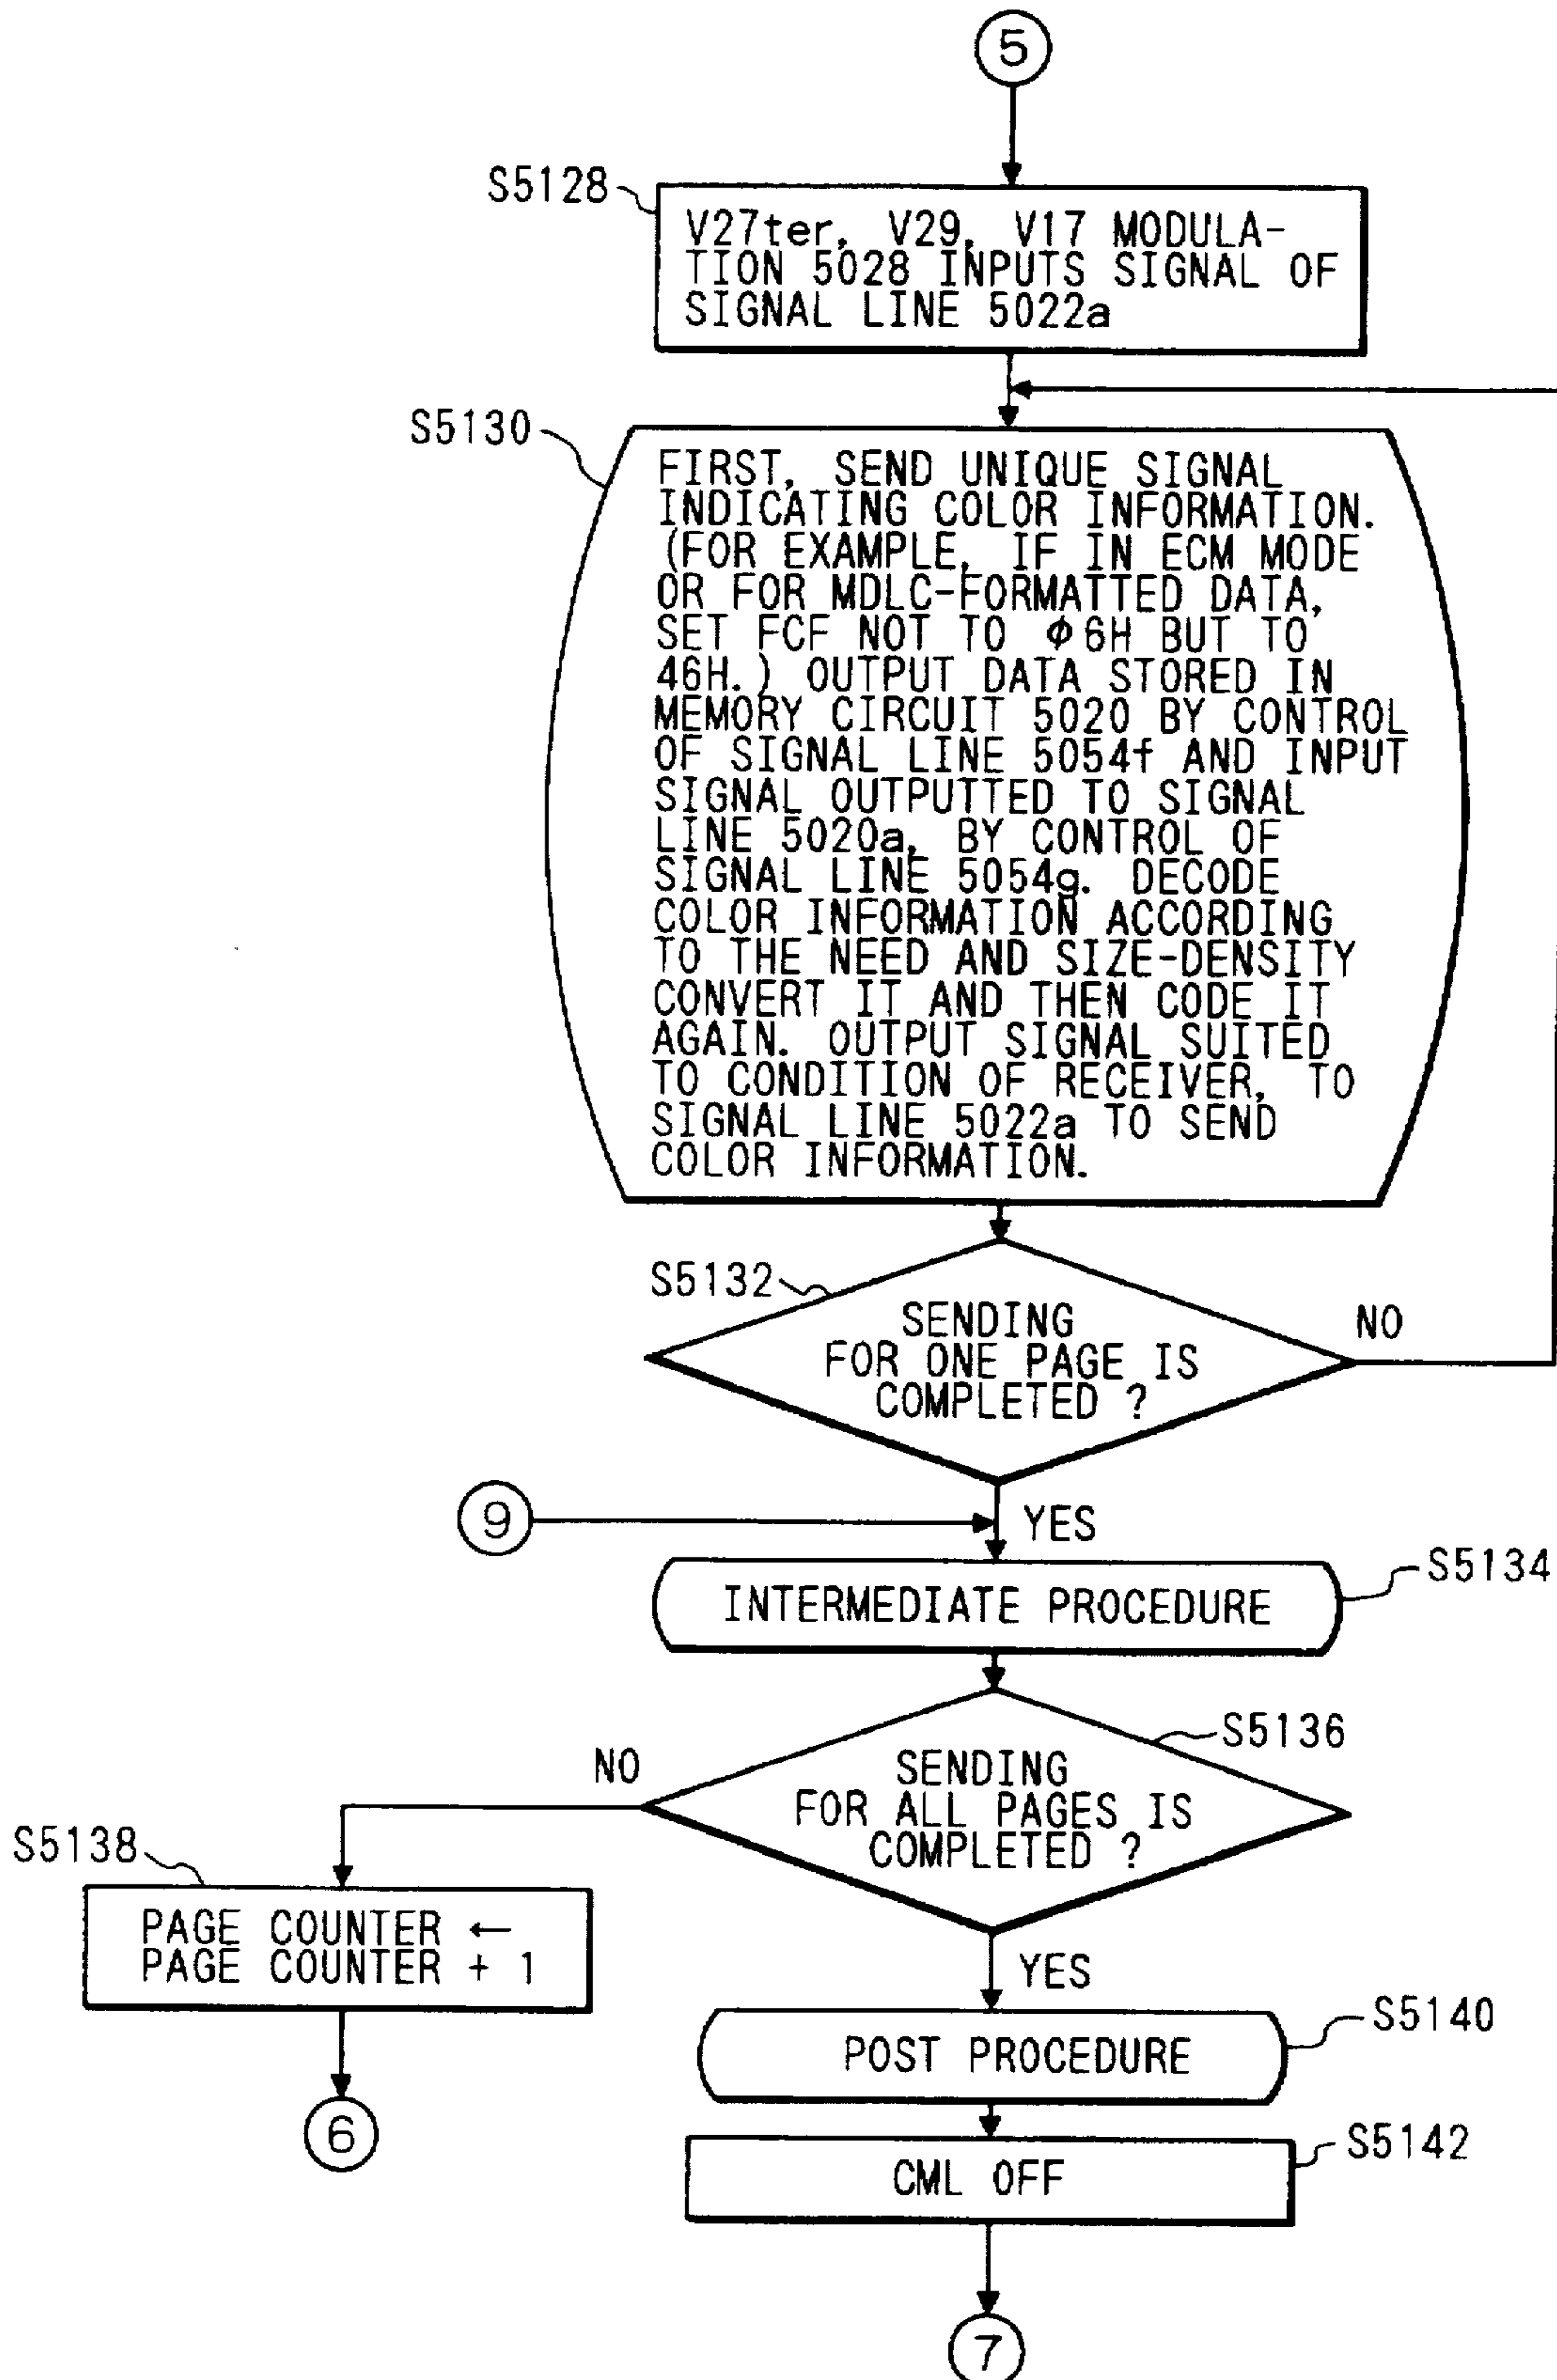 5
S5128
V27ter, V29, V17 MODULA-
TION 5028 INPUTS SIGNAL OF
SIGNAL LINE 5022a
S5130
FIRST, SEND UNIQUE SIGNAL
INDICATING COLOR INFORMATION.
(FOR EXAMPLE, IF IN ECM MODE
OR FOR MDLC-FORMATTED DATA,
SET FCF NOT TO Φ6H BUT TO
46H.) OUTPUT DATA STORED IN
MEMORY CIRCUIT 5020 BY CONTROL
OF SIGNAL LINE 5054f AND INPUT
SIGNAL OUTPUTTED TO SIGNAL
LINE 5020a, BY CONTROL OF
SIGNAL LINE 5054g. DECODE
COLOR INFORMATION ACCORDING
TO THE NEED AND SIZE-DENSITY
CONVERT IT AND THEN CODE IT
AGAIN. OUTPUT SIGNAL SUITED
TO CONDITION OF RECEIVER, TO
SIGNAL LINE 5022a TO SEND
COLOR INFORMATION.
S5132
SENDING
FOR ONE PAGE IS
COMPLETED ?
NO
9
YES
S5134
INTERMEDIATE PROCEDURE
S5136
SENDING
FOR ALL PAGES IS
COMPLETED ?
NO
S5138
PAGE COUNTER ←
PAGE COUNTER + 1
6
YES
S5140
POST PROCEDURE
S5142
CML OFF
7